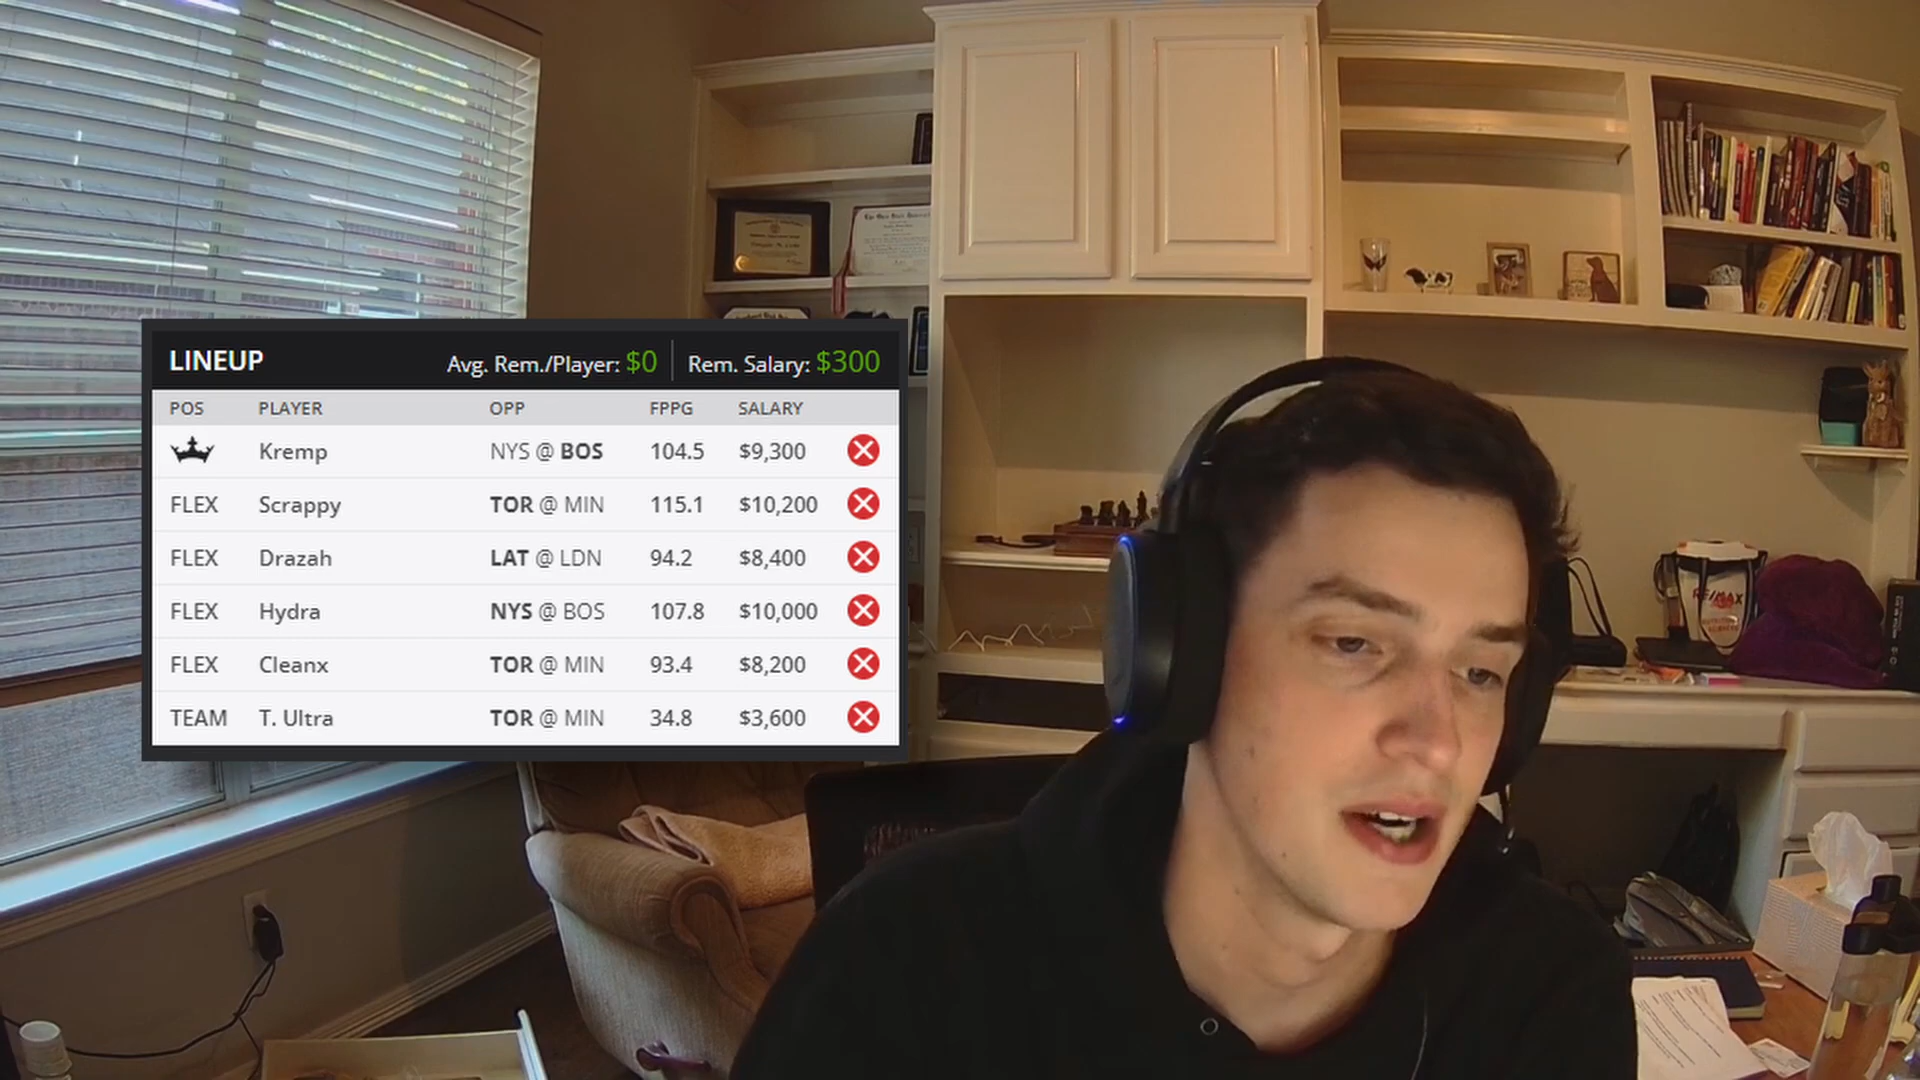 LINEUP Avg. Rem./Player: $0 Rem. Salary: $300
POS PLAYER OPP FPPG SALARY
Kremp NYS @ BOS 104.5 $9,300
FLEX Scrappy TOR @ MIN 115.1 $10,200
FLEX Drazah LAT @ LDN 94.2 $8,400
FLEX Hydra NYS @ BOS 107.8 $10,000
FLEX Cleanx TOR @ MIN 93.4 $8,200
TEAM T. Ultra TOR @ MIN 34.8 $3,600
RE/MAX